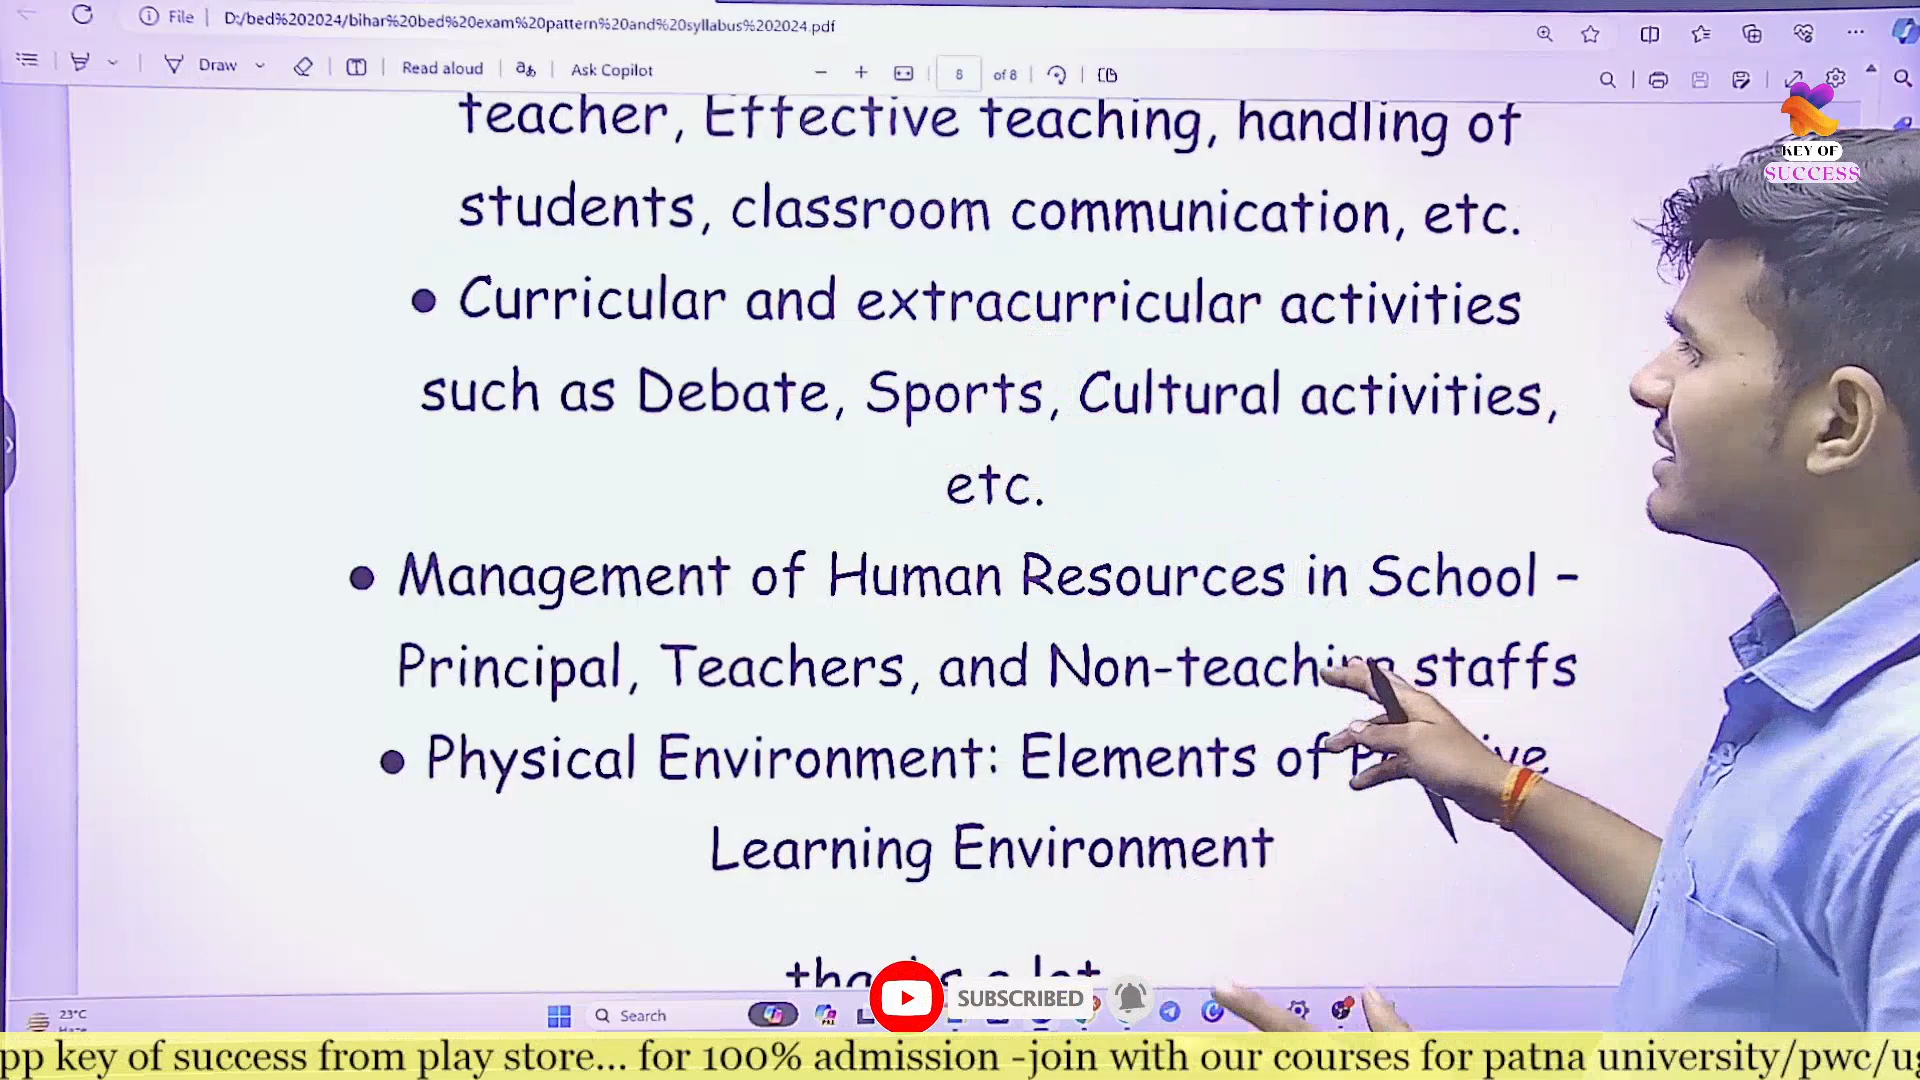 File
D:/bed%202024/bihar%20bed%20exam%20pattern%20and%20syllabus%202024.pdf
Draw
Read aloud
Ask Copilot
8
of 8
KEY OF
SUCCESS
teacher, Effective teaching, handling of
students, classroom communication, etc.
• Curricular and extracurricular activities
such as Debate, Sports, Cultural activities,
etc.
• Management of Human Resources in School –
Principal, Teachers, and Non-teaching staffs
• Physical Environment: Elements of
Learning Environment
a lot
SUBSCRIBED
23°C
Haze
Search
pp key of success from play store... for 100% admission -join with our courses for patna university/pwc/ug